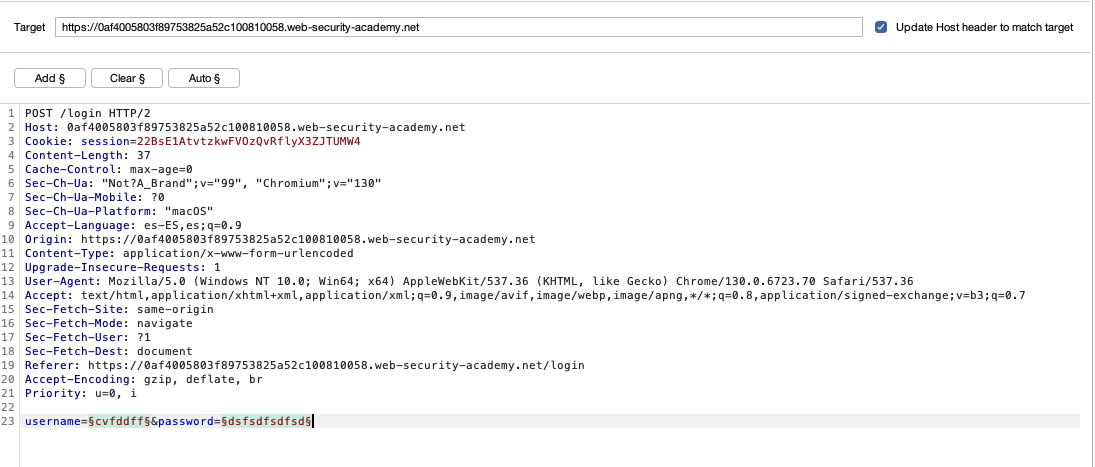 Target https://0af4005803f89753825a52c100810058.web-security-academy.net Update Host header to match target
Add § Clear § Auto §
1 POST /login HTTP/2
2 Host: 0af4005803f89753825a52c100810058.web-security-academy.net
3 Cookie: session=22BsE1AtvtzkwFVOzQvRflyX3ZJTUMW4
4 Content-Length: 37
5 Cache-Control: max-age=0
6 Sec-Ch-Ua: "Not?A_Brand";v="99", "Chromium";v="130"
7 Sec-Ch-Ua-Mobile: ?0
8 Sec-Ch-Ua-Platform: "macOS"
9 Accept-Language: es-ES,es;q=0.9
10 Origin: https://0af4005803f89753825a52c100810058.web-security-academy.net
11 Content-Type: application/x-www-form-urlencoded
12 Upgrade-Insecure-Requests: 1
13 User-Agent: Mozilla/5.0 (Windows NT 10.0; Win64; x64) AppleWebKit/537.36 (KHTML, like Gecko) Chrome/130.0.6723.70 Safari/537.36
14 Accept: text/html,application/xhtml+xml,application/xml;q=0.9,image/avif,image/webp,image/apng,*/*;q=0.8,application/signed-exchange;v=b3;q=0.7
15 Sec-Fetch-Site: same-origin
16 Sec-Fetch-Mode: navigate
17 Sec-Fetch-User: ?1
18 Sec-Fetch-Dest: document
19 Referer: https://0af4005803f89753825a52c100810058.web-security-academy.net/login
20 Accept-Encoding: gzip, deflate, br
21 Priority: u=0, i
22
23 username=§cvfddff§&password=§dsfsdfsdfsd§